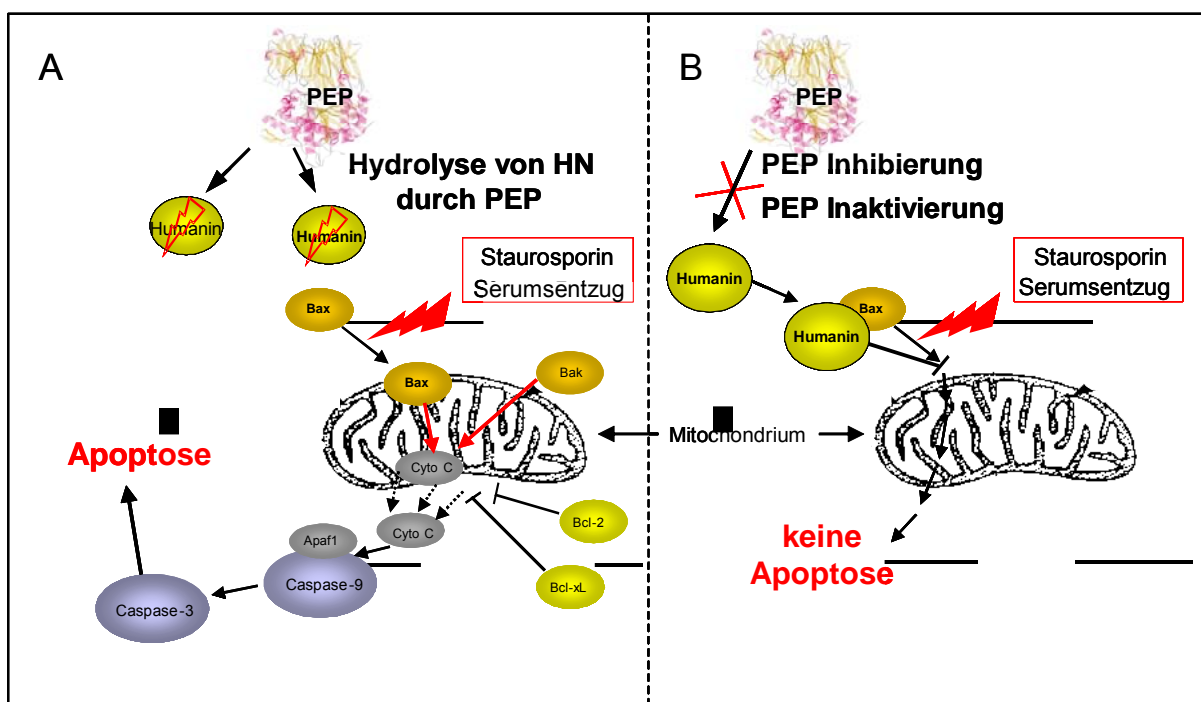 A
PEP
Hydrolyse von HN
durch PEP
Humanin
Humanin
Staurosporin
Serumsentzug
Bax
Bax
Bak
Apoptose
Cyto C
Cyto C
Bcl-2
Apaf1
Caspase-9
Bcl-xL
Caspase-3
B
PEP
PEP Inhibierung
PEP Inaktivierung
Humanin
Staurosporin
Serumsentzug
Bax
Humanin
Mitochondrium
keine
Apoptose